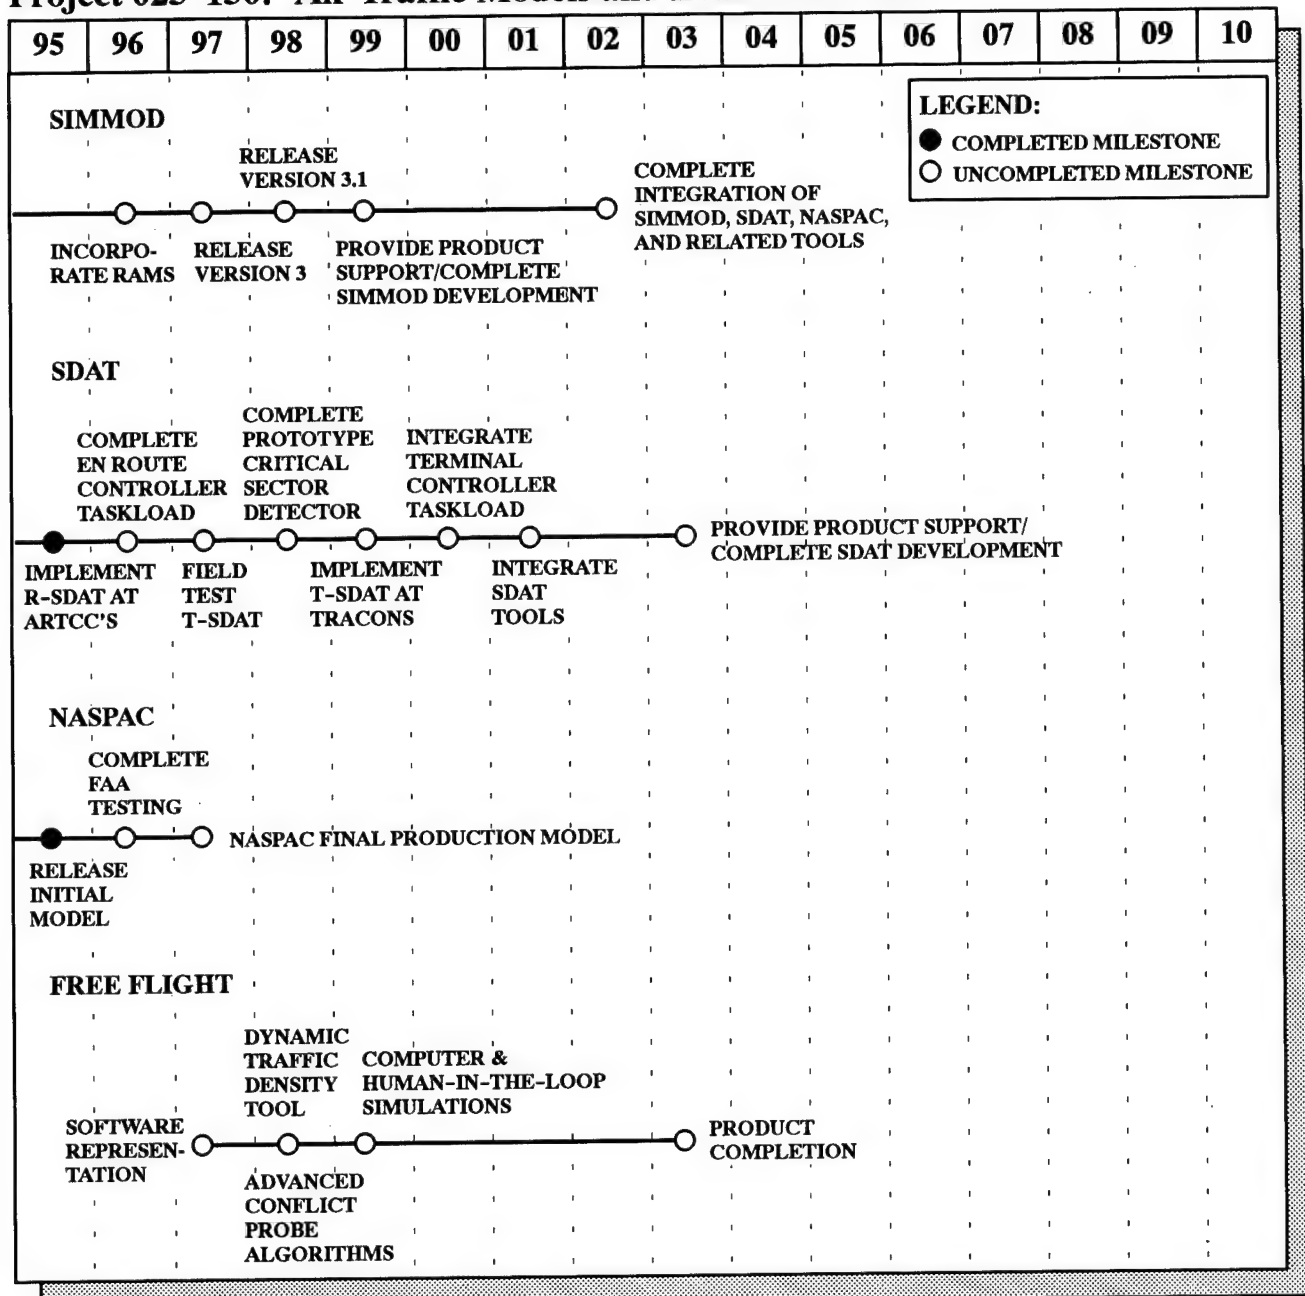 95 96 97 98 99 00 01 02 03 04 05 06 07 08 09 10
LEGEND:
COMPLETED MILESTONE
UNCOMPLETED MILESTONE
SIMMOD
RELEASE
VERSION 3.1
COMPLETE
INTEGRATION OF
SIMMOD, SDAT, NASPAC,
AND RELATED TOOLS
INCORPO-
RATE RAMS
RELEASE
VERSION 3
PROVIDE PRODUCT
SUPPORT/COMPLETE
SIMMOD DEVELOPMENT
SDAT
COMPLETE
EN ROUTE
CONTROLLER
TASKLOAD
COMPLETE
PROTOTYPE
CRITICAL
SECTOR
DETECTOR
INTEGRATE
TERMINAL
CONTROLLER
TASKLOAD
PROVIDE PRODUCT SUPPORT/
COMPLETE SDAT DEVELOPMENT
IMPLEMENT
R-SDAT AT
ARTCC'S
FIELD
TEST
T-SDAT
IMPLEMENT
T-SDAT AT
TRACONS
INTEGRATE
SDAT
TOOLS
NASPAC
COMPLETE
FAA
TESTING
NASPAC FINAL PRODUCTION MODEL
RELEASE
INITIAL
MODEL
FREE FLIGHT
DYNAMIC
TRAFFIC
DENSITY
TOOL
COMPUTER &
HUMAN-IN-THE-LOOP
SIMULATIONS
SOFTWARE
REPRESEN-
TATION
PRODUCT
COMPLETION
ADVANCED
CONFLICT
PROBE
ALGORITHMS